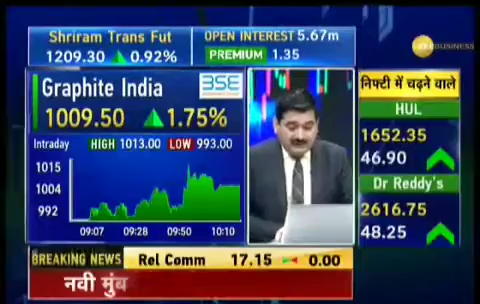 Shriram Trans Fut
1209.30 0.92%
OPEN INTEREST 5.67m
PREMIUM 1.35
ZEE BUSINESS
Graphite India
BSE
1009.50 1.75%
Intraday HIGH 1013.00 LOW 993.00
1015
1004
992
09:07 09:28 09:50 10:10
निफ्टी में चढ़ने वाले
HUL
1652.35
46.90
Dr Reddy's
2616.75
48.25
BREAKING NEWS Rel Comm 17.15 0.00
नवी मुंब